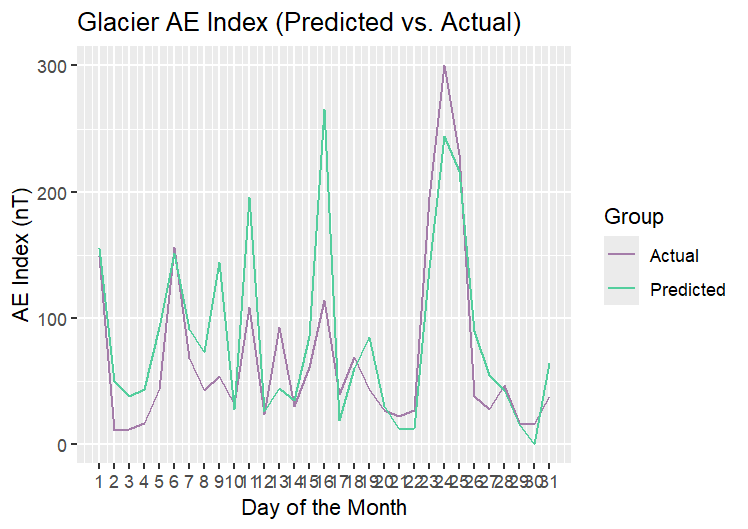 Glacier AE Index (Predicted vs. Actual)
300
200
100
0
AE Index (nT)
1 2 3 4 5 6 7 8 9 10 11 12 13 14 15 16 17 18 19 20 21 22 23 24 25 26 27 28 29 30 31
Day of the Month
Group
Actual
Predicted